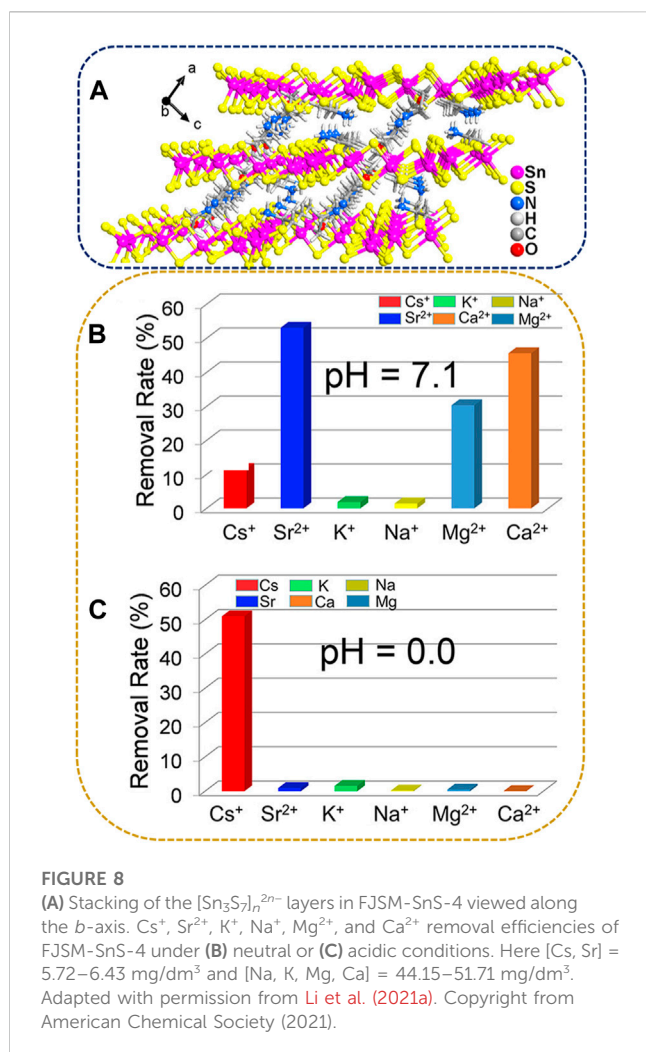 A
a
b
c
Sn
S
N
H
C
O
B
Removal Rate (%)
60
50
40
30
20
10
0
Cs⁺ K⁺ Na⁺
Sr²⁺ Ca²⁺ Mg²⁺
pH = 7.1
Cs⁺ Sr²⁺ K⁺ Na⁺ Mg²⁺ Ca²⁺
C
Removal Rate (%)
60
50
40
30
20
10
0
Cs K Na
Sr Ca Mg
pH = 0.0
Cs⁺ Sr²⁺ K⁺ Na⁺ Mg²⁺ Ca²⁺
FIGURE 8
(A) Stacking of the [Sn₃S₇]ₙ²ⁿ⁻ layers in FJSM-SnS-4 viewed along
the b-axis. Cs⁺, Sr²⁺, K⁺, Na⁺, Mg²⁺, and Ca²⁺ removal efficiencies of
FJSM-SnS-4 under (B) neutral or (C) acidic conditions. Here [Cs, Sr] =
5.72–6.43 mg/dm³ and [Na, K, Mg, Ca] = 44.15–51.71 mg/dm³.
Adapted with permission from Li et al. (2021a). Copyright from
American Chemical Society (2021).